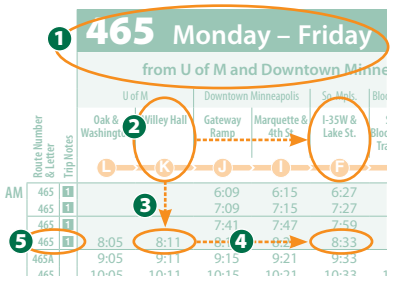 1 465 Monday – Friday
from U of M and Downtown Minne
U of M Downtown Minneapolis So. Mpls.
Route Number & Letter
Trip Notes
Oak & Washington
2 Willey Hall
Gateway Ramp
Marquette & 4th St.
I-35W & Lake St.
L K J I F
AM 465 1 6:09 6:15 6:27
465 1 3 7:09 7:15 7:27
465 1 7:41 7:47 7:59
5 465 1 8:05 8:11 4 8:33
465A 9:05 9:11 9:15 9:21 9:33
465 10:05 10:11 10:15 10:21 10:33